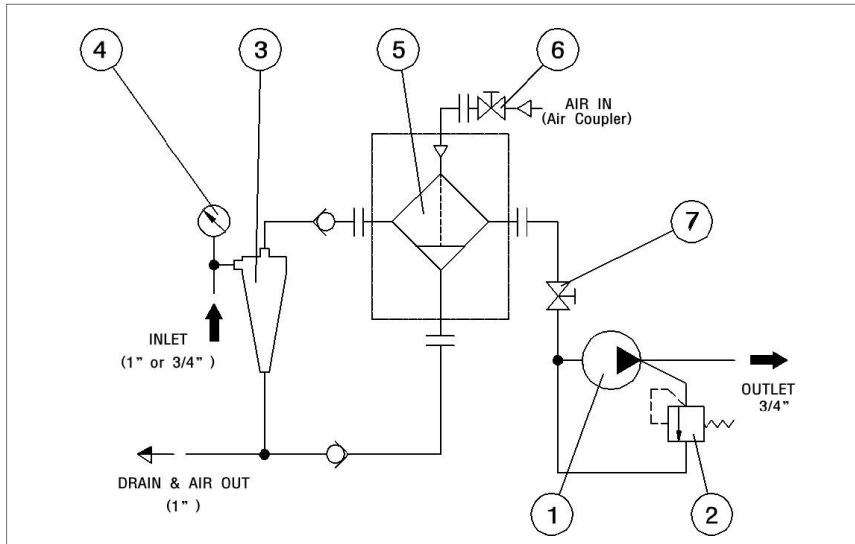 4
3
5
6
AIR IN
(Air Coupler)
7
INLET
(1" or 3/4" )
OUTLET
3/4"
DRAIN & AIR OUT
(1" )
1
2